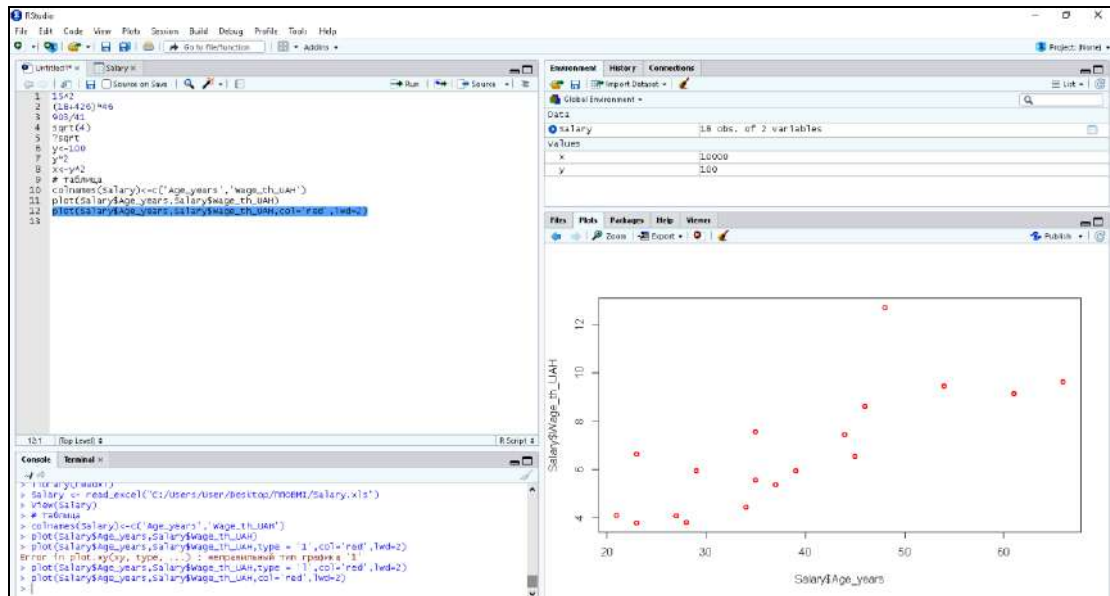 RStudio
File Edit Code View Plots Session Build Debug Profile Tools Help
Go to file/function Addins Project: (None)
Untitled1* Salary
Source on Save Run Source
1 15^2
2 (18+426)*46
3 903/41
4 sqrt(4)
5 ?sqrt
6 y<-100
7 y^2
8 x<-y^2
9 # таблица
10 colnames(Salary)<-c('Age_years','Wage_th_UAH')
11 plot(Salary$Age_years,Salary$Wage_th_UAH)
12 plot(Salary$Age_years,Salary$Wage_th_UAH,col='red',lwd=2)
13
12:1 (Top Level) R Script
Console Terminal
> Salary <- read_excel("C:/Users/User/Desktop/ППОВМІ/Salary.xls")
> View(Salary)
> # таблица
> colnames(Salary)<-c('Age_years','Wage_th_UAH')
> plot(Salary$Age_years,Salary$Wage_th_UAH)
> plot(Salary$Age_years,Salary$Wage_th_UAH,type = '1',col='red',lwd=2)
Error in plot.xy(xy, type, ...) : неправильный тип графика '1'
> plot(Salary$Age_years,Salary$Wage_th_UAH,type = 'l',col='red',lwd=2)
> plot(Salary$Age_years,Salary$Wage_th_UAH,col='red',lwd=2)
>
Environment History Connections
Import Dataset List
Global Environment
Data
Salary 18 obs. of 2 variables
Values
x 10000
y 100
Files Plots Packages Help Viewer
Zoom Export Publish
12
10
8
6
4
Salary$Wage_th_UAH
20 30 40 50 60
Salary$Age_years